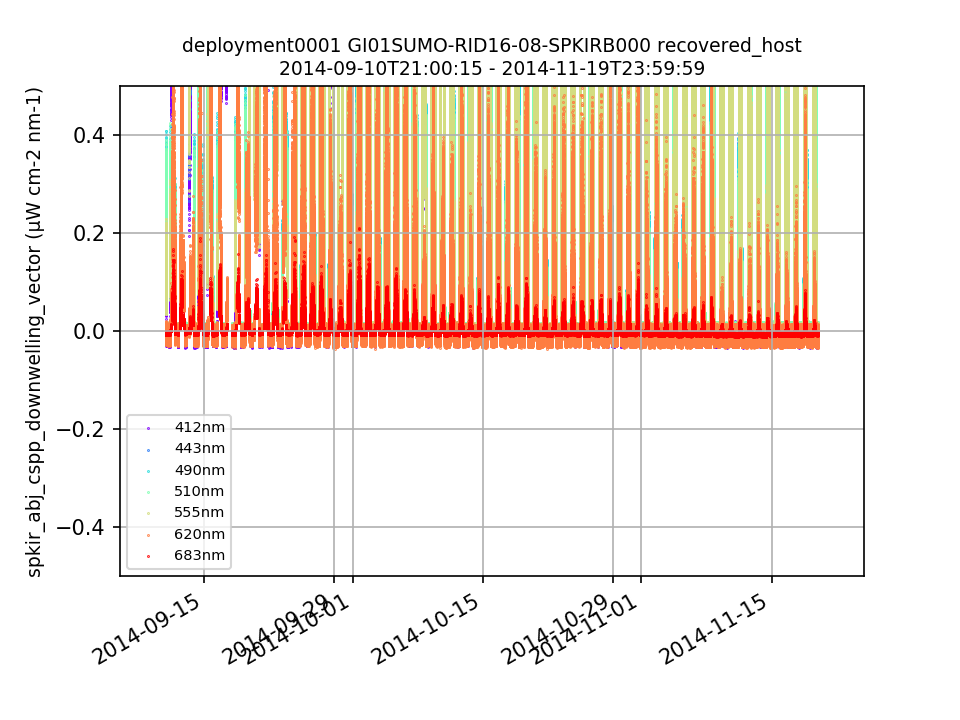 deployment0001 GI01SUMO-RID16-08-SPKIRB000 recovered_host
2014-09-10T21:00:15 - 2014-11-19T23:59:59
spkir_abj_cspp_downwelling_vector (µW cm-2 nm-1)
0.4
0.2
0.0
−0.2
−0.4
412nm
443nm
490nm
510nm
555nm
620nm
683nm
2014-09-15
2014-09-29
2014-10-01
2014-10-15
2014-10-29
2014-11-01
2014-11-15